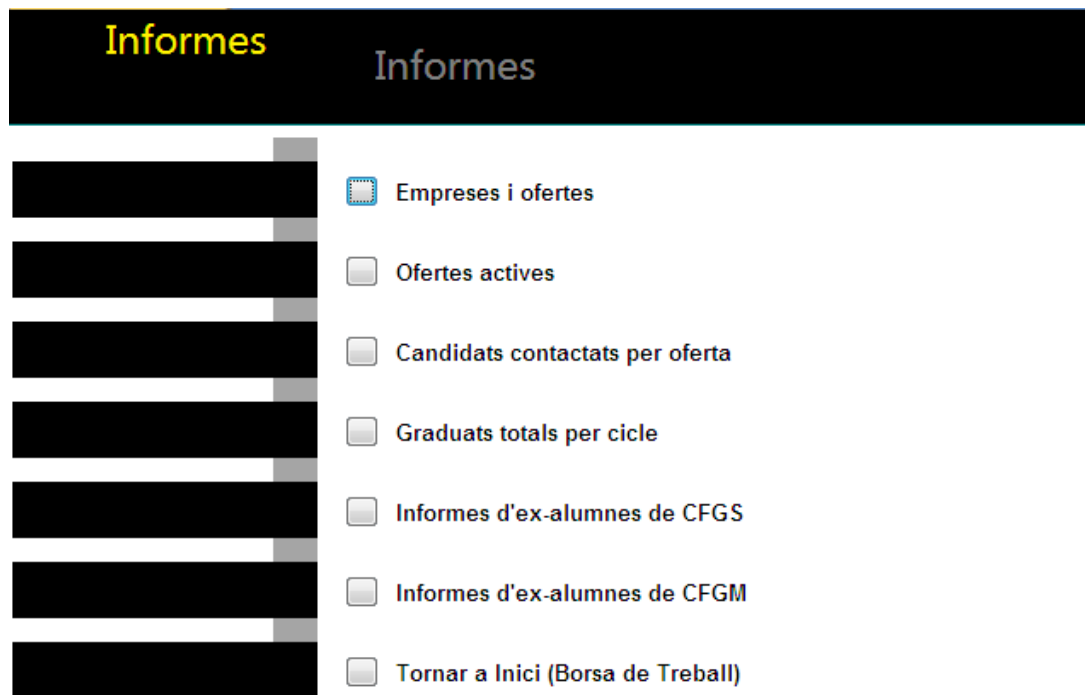 Informes
Informes
Empreses i ofertes
Ofertes actives
Candidats contactats per oferta
Graduats totals per cicle
Informes d'ex-alumnes de CFGS
Informes d'ex-alumnes de CFGM
Tornar a Inici (Borsa de Treball)